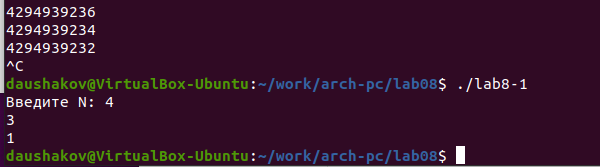 4294939236
4294939234
4294939232
^C
daushakov@VirtualBox-Ubuntu:~/work/arch-pc/lab08$ ./lab8-1
Введите N: 4
3
1
daushakov@VirtualBox-Ubuntu:~/work/arch-pc/lab08$